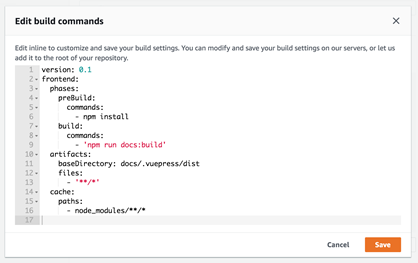 Edit build commands
Edit inline to customize and save your build settings. You can modify and save your build settings on our servers, or let us
add it to the root of your repository.
1 version: 0.1
2 frontend:
3   phases:
4     preBuild:
5       commands:
6         - npm install
7     build:
8       commands:
9         - 'npm run docs:build'
10   artifacts:
11     baseDirectory: docs/.vuepress/dist
12     files:
13       - '**/*'
14   cache:
15     paths:
16       - node_modules/**/*
17
Cancel Save